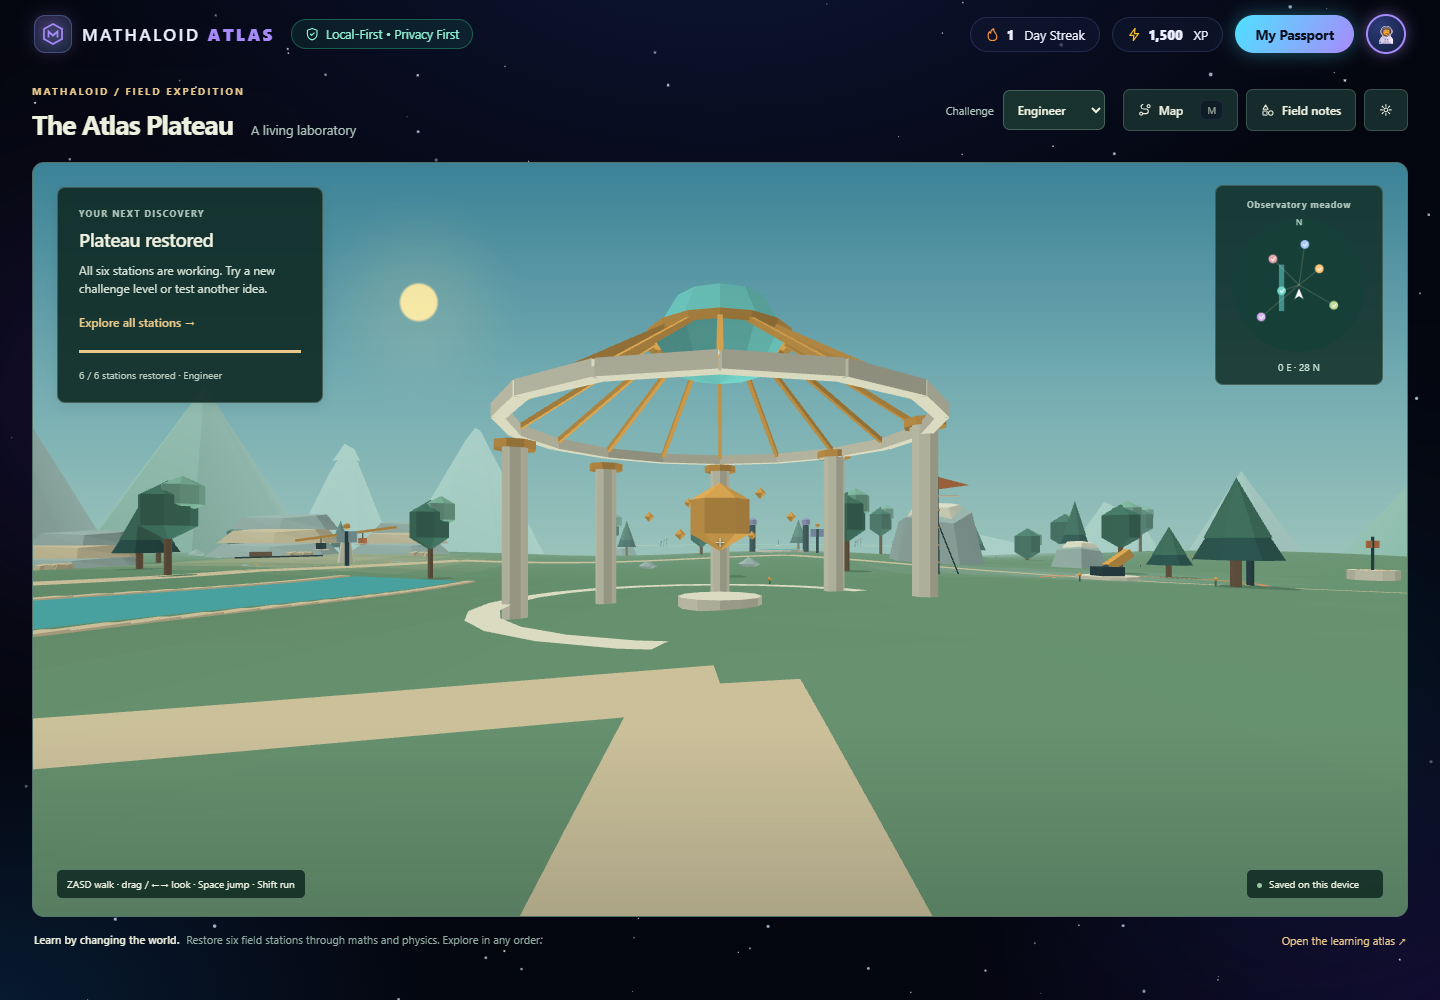 MATHALOID ATLAS
Local-First • Privacy First
1 Day Streak
1,500 XP
My Passport
MATHALOID / FIELD EXPEDITION
The Atlas Plateau
A living laboratory
Challenge
Engineer
Map
M
Field notes
YOUR NEXT DISCOVERY
Plateau restored
All six stations are working. Try a new
challenge level or test another idea.
Explore all stations →
6 / 6 stations restored · Engineer
Observatory meadow
N
0 E · 28 N
ZASD walk · drag / ←→ look · Space jump · Shift run
Saved on this device
Learn by changing the world. Restore six field stations through maths and physics. Explore in any order.
Open the learning atlas ↗